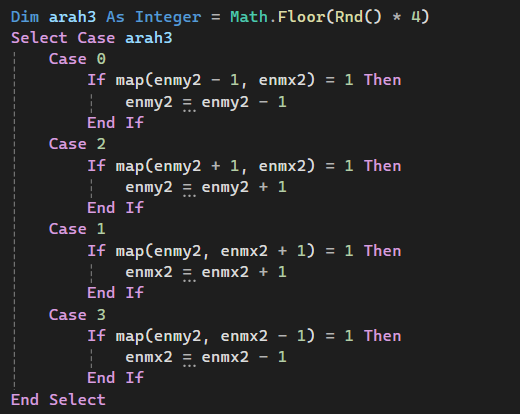 Dim arah3 As Integer = Math.Floor(Rnd() * 4)
Select Case arah3
    Case 0
        If map(enmy2 - 1, enmx2) = 1 Then
            enmy2 = enmy2 - 1
        End If
    Case 2
        If map(enmy2 + 1, enmx2) = 1 Then
            enmy2 = enmy2 + 1
        End If
    Case 1
        If map(enmy2, enmx2 + 1) = 1 Then
            enmx2 = enmx2 + 1
        End If
    Case 3
        If map(enmy2, enmx2 - 1) = 1 Then
            enmx2 = enmx2 - 1
        End If
End Select